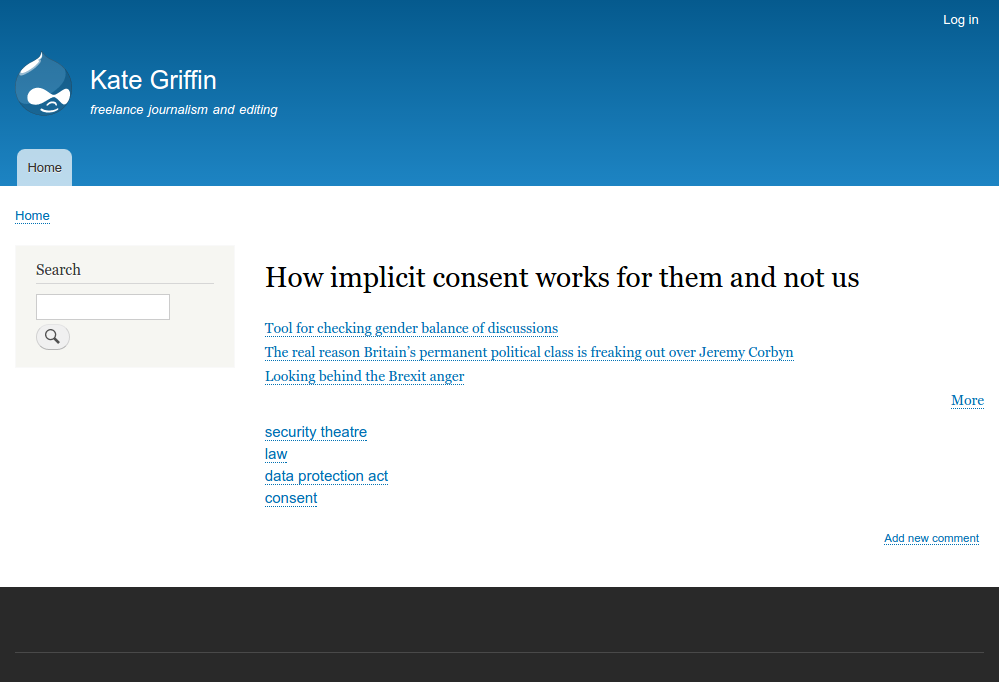 Log in
Kate Griffin
freelance journalism and editing
Home
Home
Search
How implicit consent works for them and not us
Tool for checking gender balance of discussions
The real reason Britain’s permanent political class is freaking out over Jeremy Corbyn
Looking behind the Brexit anger
More
security theatre
law
data protection act
consent
Add new comment